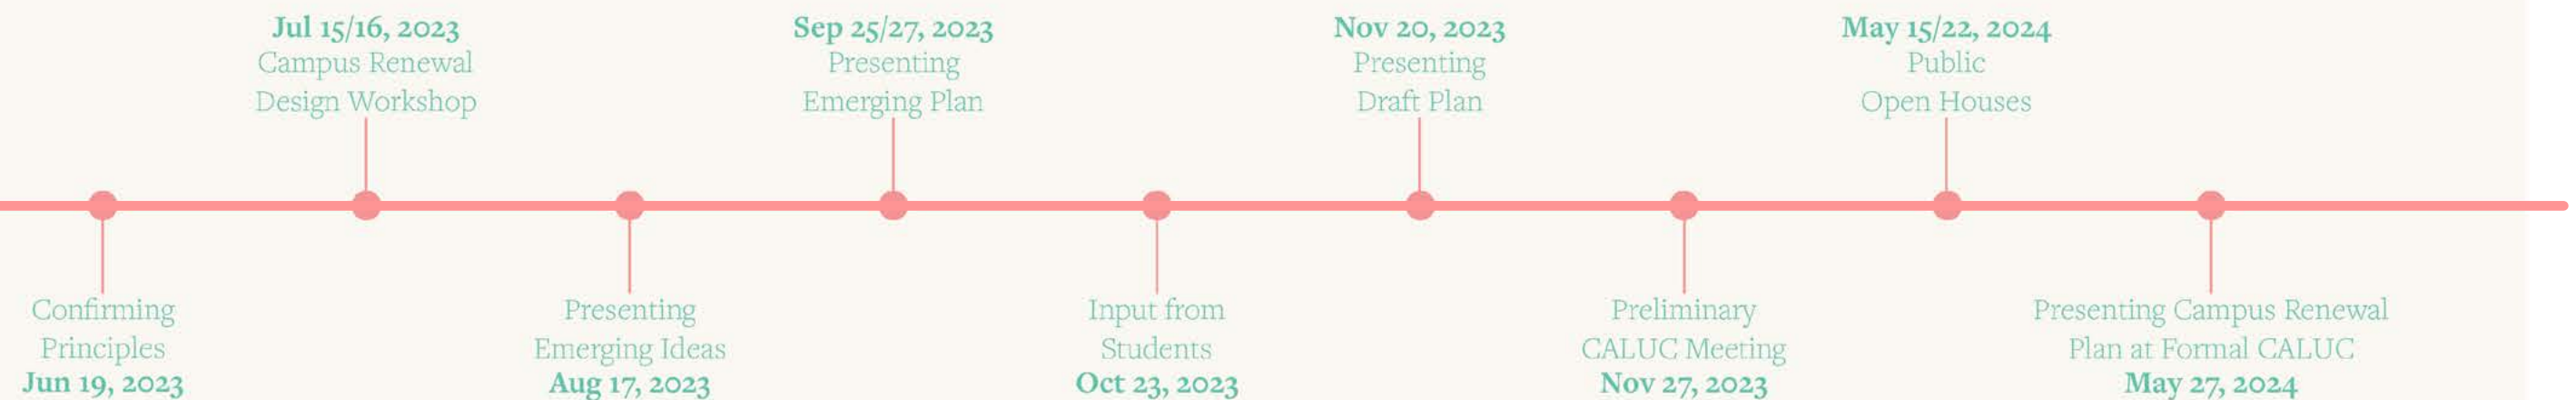 Jul 15/16, 2023
Campus Renewal
Design Workshop
Sep 25/27, 2023
Presenting
Emerging Plan
Nov 20, 2023
Presenting
Draft Plan
May 15/22, 2024
Public
Open Houses
Confirming
Principles
Jun 19, 2023
Presenting
Emerging Ideas
Aug 17, 2023
Input from
Students
Oct 23, 2023
Preliminary
CALUC Meeting
Nov 27, 2023
Presenting Campus Renewal
Plan at Formal CALUC
May 27, 2024